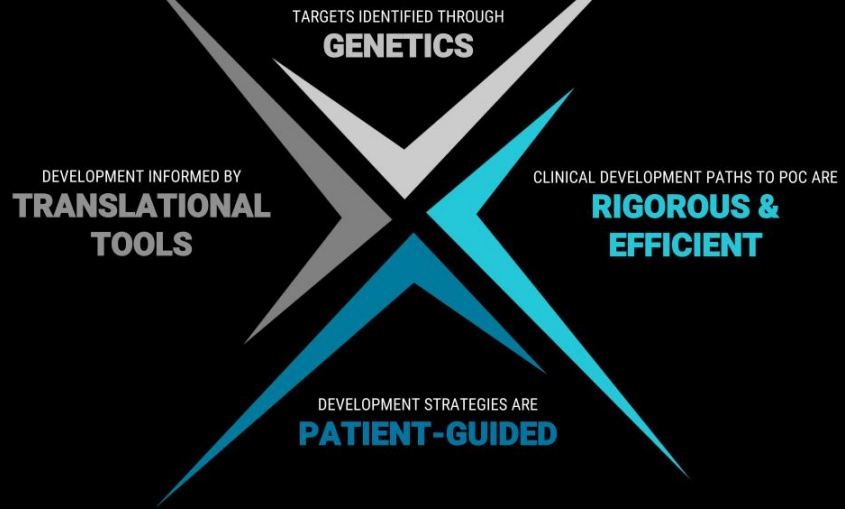 TARGETS IDENTIFIED THROUGH
GENETICS
DEVELOPMENT INFORMED BY
TRANSLATIONAL
TOOLS
CLINICAL DEVELOPMENT PATHS TO POC ARE
RIGOROUS &
EFFICIENT
DEVELOPMENT STRATEGIES ARE
PATIENT-GUIDED